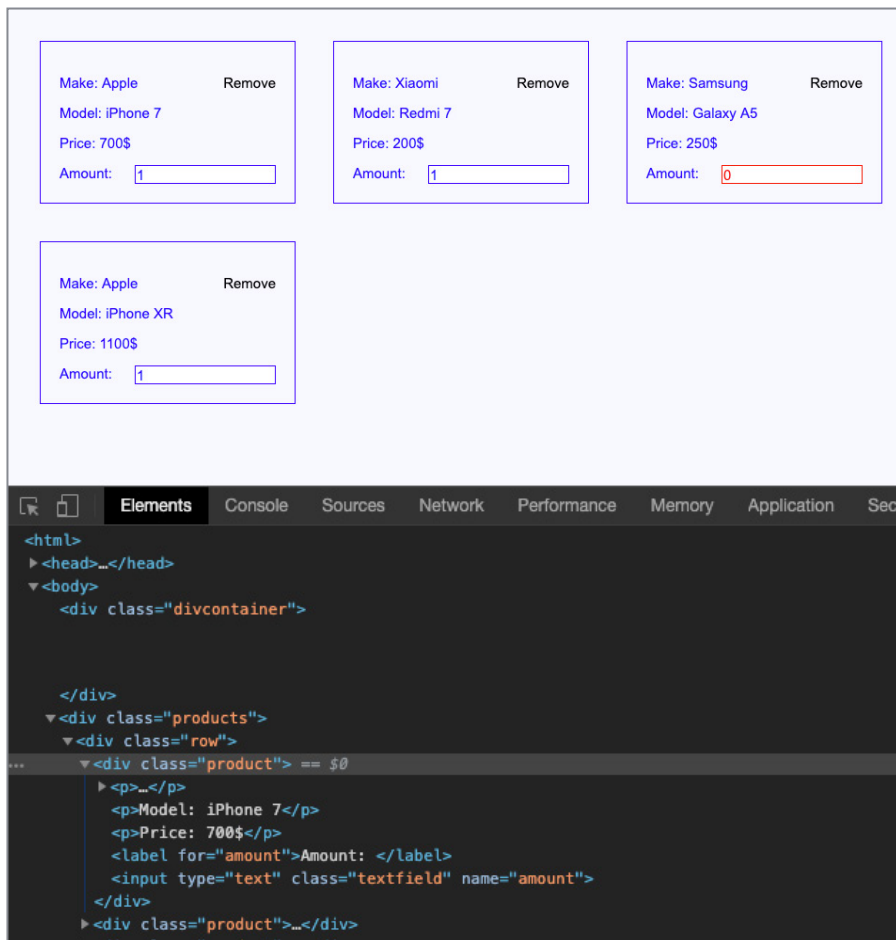 Make: Apple Remove
Model: iPhone 7
Price: 700$
Amount: 1
Make: Xiaomi Remove
Model: Redmi 7
Price: 200$
Amount: 1
Make: Samsung Remove
Model: Galaxy A5
Price: 250$
Amount: 0
Make: Apple Remove
Model: iPhone XR
Price: 1100$
Amount: 1
Elements Console Sources Network Performance Memory Application Sec
<html>
<head>…</head>
<body>
<div class="divcontainer">
</div>
<div class="products">
<div class="row">
<div class="product"> == $0
<p>…</p>
<p>Model: iPhone 7</p>
<p>Price: 700$</p>
<label for="amount">Amount: </label>
<input type="text" class="textfield" name="amount">
</div>
<div class="product">…</div>